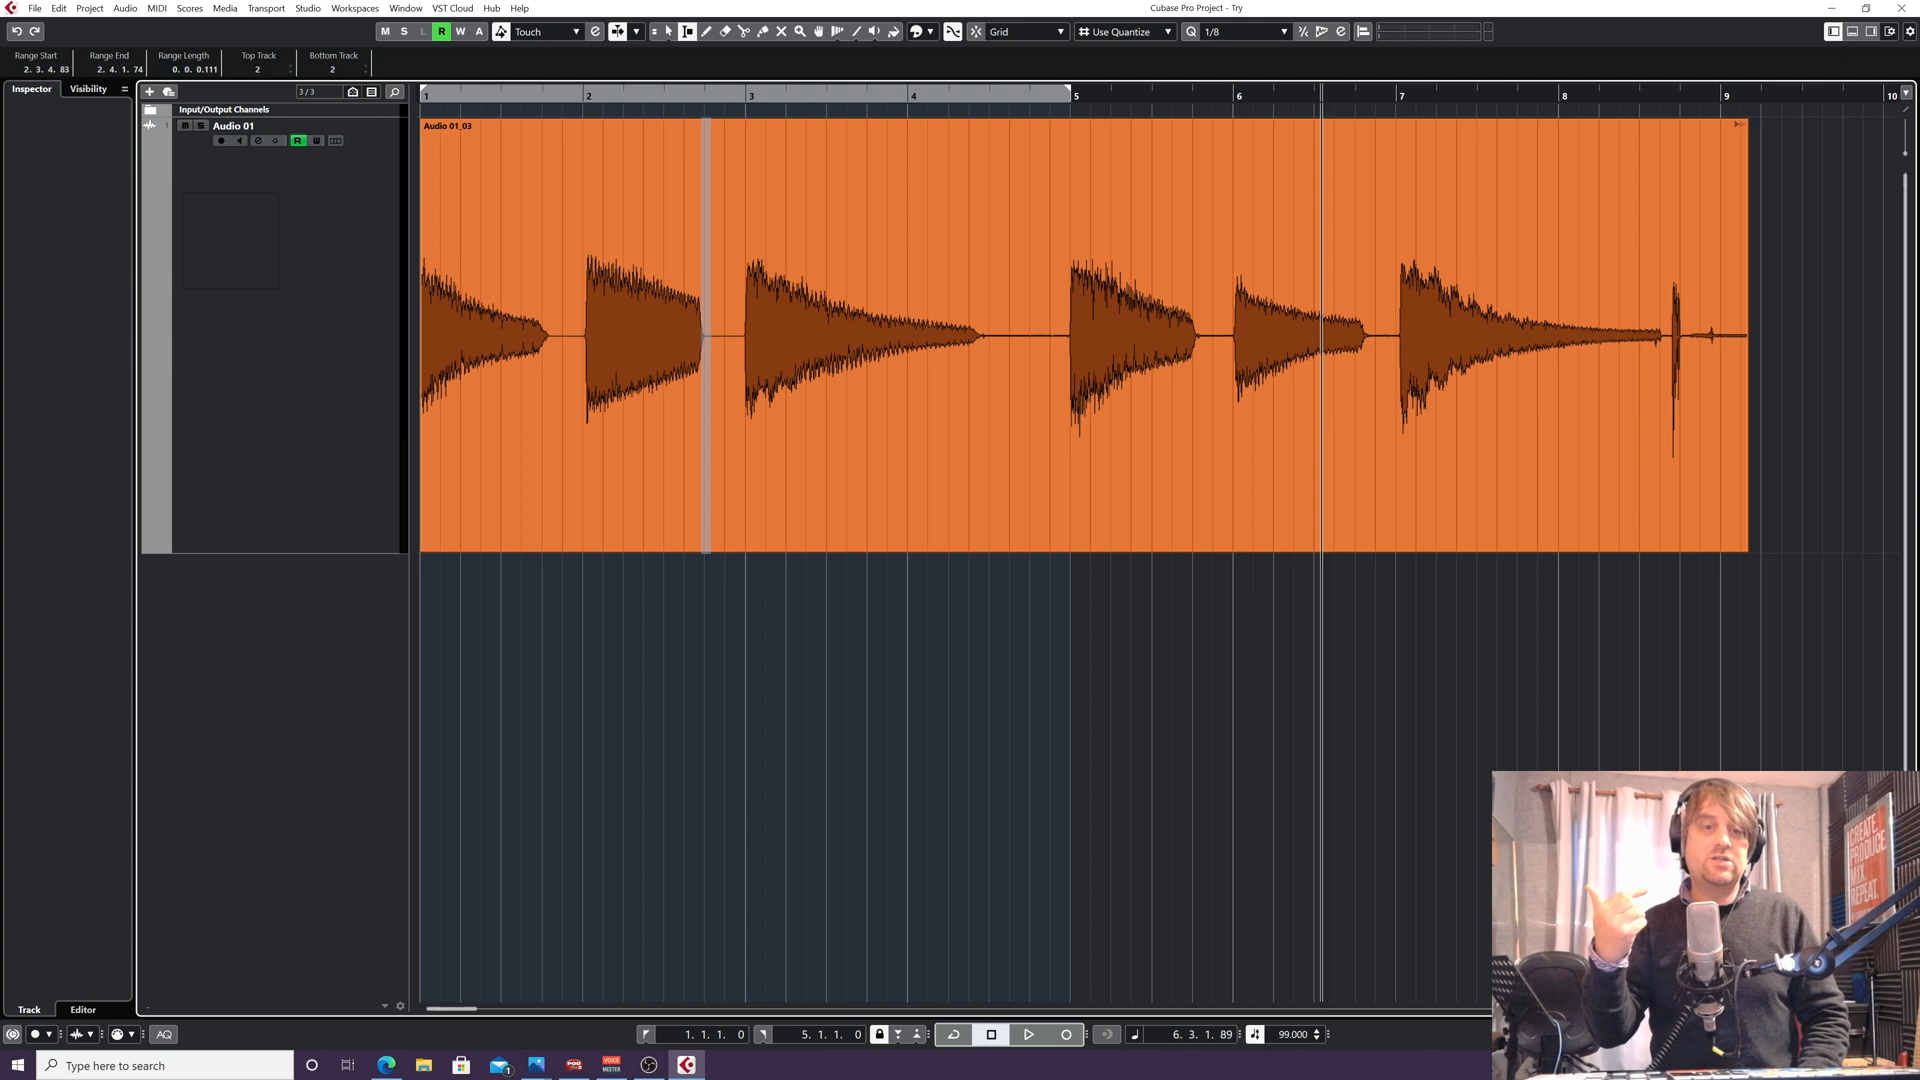 File Edit Project Audio MIDI Scores Media Transport Studio Workspaces Window VST Cloud Hub Help
Cubase Pro Project - Try
M S L R W A Touch
Grid
Use Quantize
Q 1/8
Range Start Range End Range Length Top Track Bottom Track
2. 3. 4. 83 2. 4. 1. 74 0. 0. 0.111 2 2
Inspector Visibility
3/3
1 2 3 4 5 6 7 8 9 10
Input/Output Channels
1 m S Audio 01
e R
Audio 01_03
CREATE.
PRODUCE
MIX.
REPEAT.
Track Editor
AQ
1. 1. 1. 0
5. 1. 1. 0
6. 3. 1. 89
99.000
Type here to search
1
VOICE
MEETER